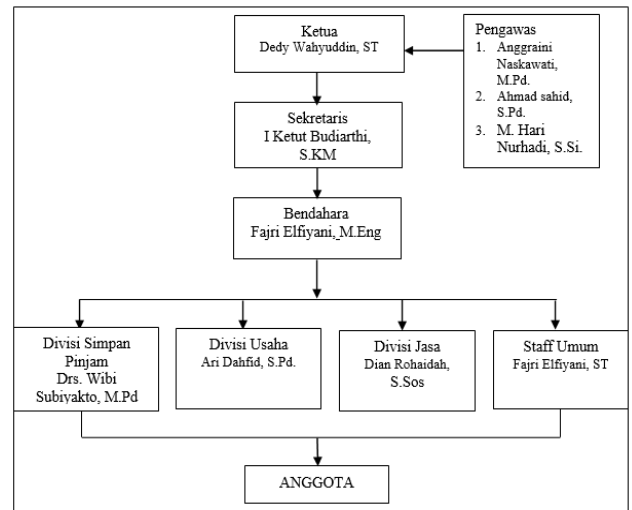 Ketua
Dedy Wahyuddin, ST
Pengawas
1. Anggraini
Naskawati,
M.Pd.
2. Ahmad sahid,
S.Pd.
3. M. Hari
Nurhadi, S.Si.
Sekretaris
I Ketut Budiarthi,
S.KM
Bendahara
Fajri Elfiyani, M.Eng
Divisi Simpan
Pinjam
Drs. Wibi
Subiyakto, M.Pd
Divisi Usaha
Ari Dahfid, S.Pd.
Divisi Jasa
Dian Rohaidah,
S.Sos
Staff Umum
Fajri Elfiyani, ST
ANGGOTA